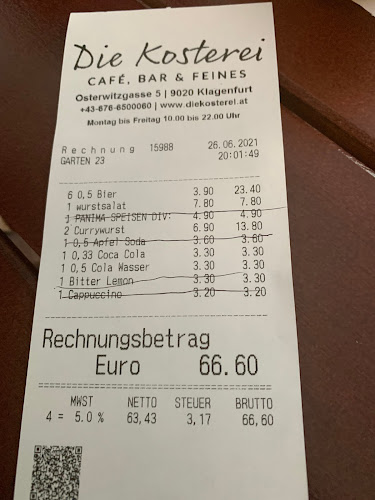 Die Kosterei
CAFÉ, BAR & FEINES
Osterwitzgasse 5 | 9020 Klagenfurt
+43-676-6500060 | www.diekosterei.at
Montag bis Freitag 10.00 bis 22.00 Uhr
Rechnung 15988 26.06.2021
GARTEN 23 20:01:49
6 0,5 Bier 3.90 23.40
1 wurstsalat 7.80 7.80
1 PANIMA SPEISEN DIV: 4.90 4.90
2 Currywurst 6.90 13.80
1 0,5 Apfel Soda 3.60 3.60
1 0,33 Coca Cola 3.30 3.30
1 0,5 Cola Wasser 3.30 3.30
1 Bitter Lemon 3.30 3.30
1 Cappuccino 3.20 3.20
Rechnungsbetrag
Euro 66.60
MWST NETTO STEUER BRUTTO
4 = 5.0 % 63,43 3,17 66,60